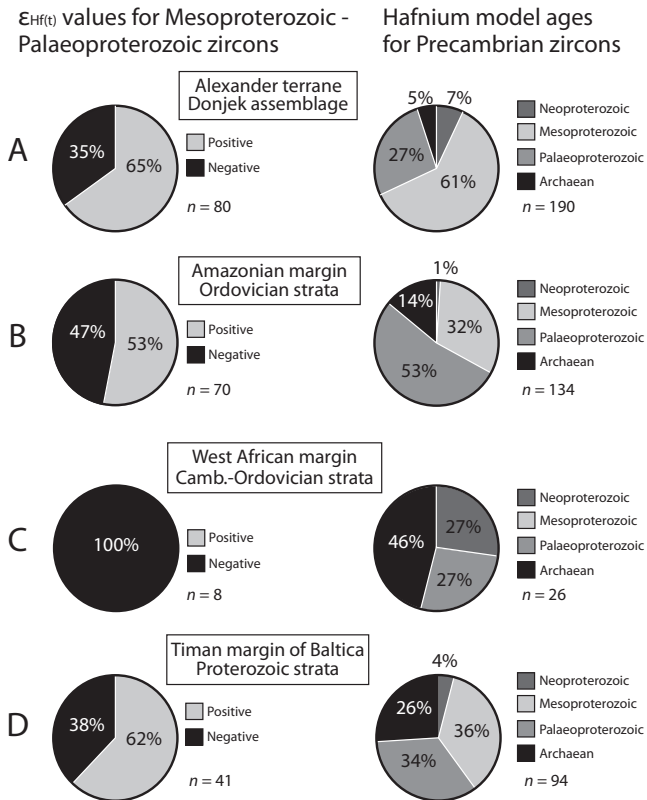 εHf(t) values for Mesoproterozoic -
Palaeoproterozoic zircons
Hafnium model ages
for Precambrian zircons
A
Alexander terrane
Donjek assemblage
35%
65%
Positive
Negative
n = 80
5%
7%
27%
61%
Neoproterozoic
Mesoproterozoic
Palaeoproterozoic
Archaean
n = 190
B
Amazonian margin
Ordovician strata
47%
53%
Positive
Negative
n = 70
1%
14%
32%
53%
Neoproterozoic
Mesoproterozoic
Palaeoproterozoic
Archaean
n = 134
C
West African margin
Camb.-Ordovician strata
100%
Positive
Negative
n = 8
46%
27%
27%
Neoproterozoic
Mesoproterozoic
Palaeoproterozoic
Archaean
n = 26
D
Timan margin of Baltica
Proterozoic strata
38%
62%
Positive
Negative
n = 41
4%
26%
36%
34%
Neoproterozoic
Mesoproterozoic
Palaeoproterozoic
Archaean
n = 94